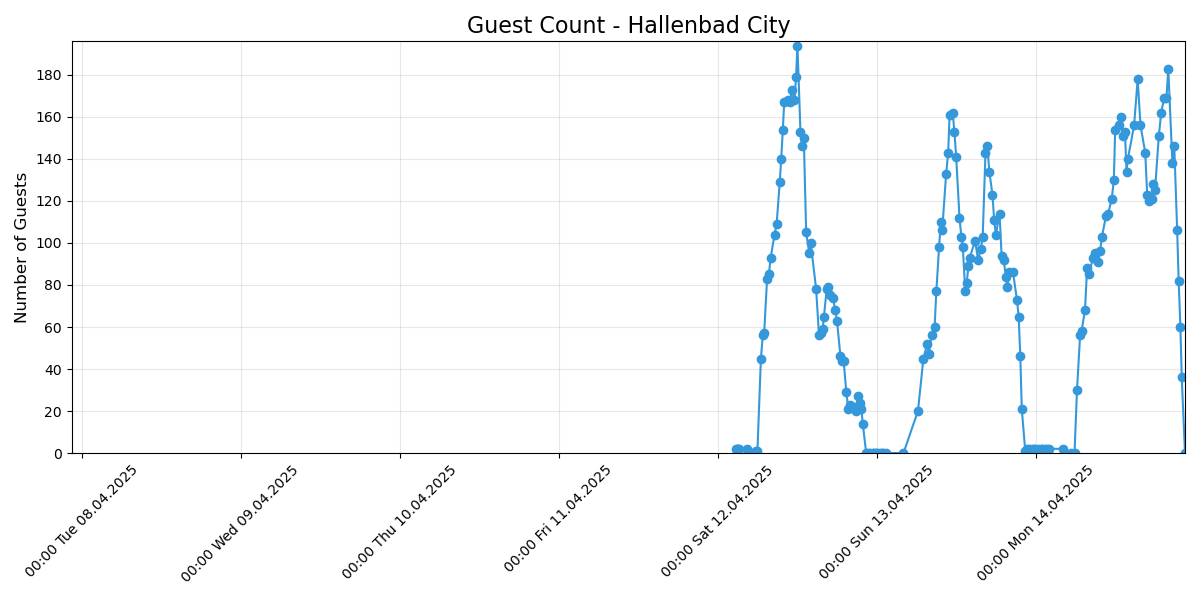 Guest Count - Hallenbad City
Number of Guests
180
160
140
120
100
80
60
40
20
0
00:00 Tue 08.04.2025
00:00 Wed 09.04.2025
00:00 Thu 10.04.2025
00:00 Fri 11.04.2025
00:00 Sat 12.04.2025
00:00 Sun 13.04.2025
00:00 Mon 14.04.2025